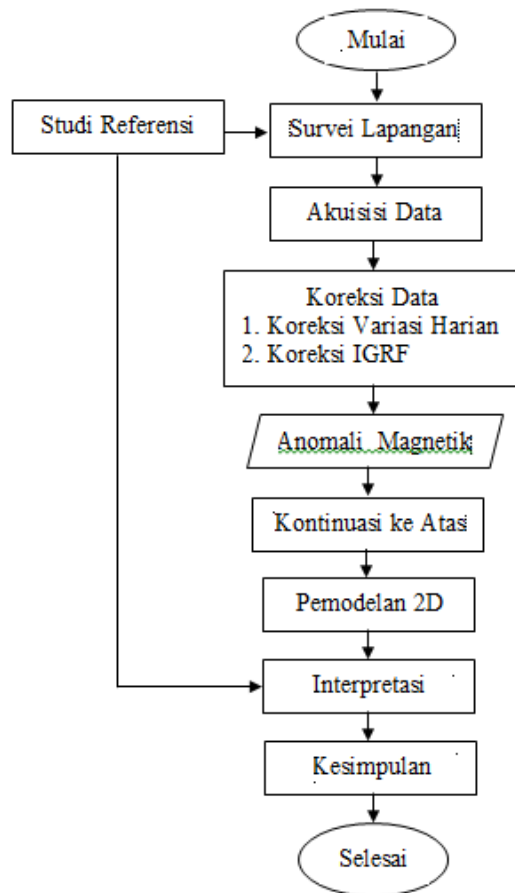 Mulai
Studi Referensi
Survei Lapangan
Akuisisi Data
Koreksi Data
1. Koreksi Variasi Harian
2. Koreksi IGRF
Anomali Magnetik
Kontinuasi ke Atas
Pemodelan 2D
Interpretasi
Kesimpulan
Selesai